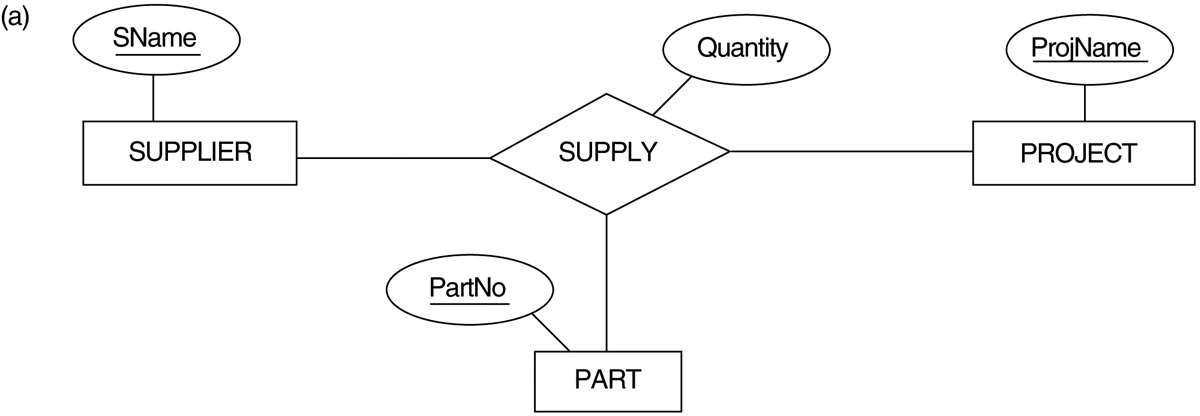 (a)
SName
Quantity
ProjName
SUPPLIER
SUPPLY
PROJECT
PartNo
PART